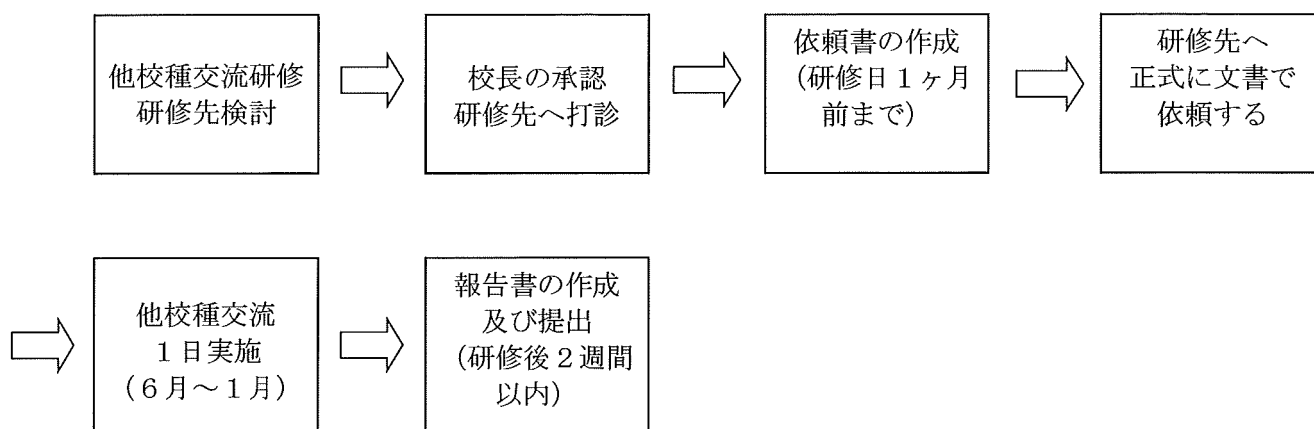 他校種交流研修
研修先検討
校長の承認
研修先へ打診
依頼書の作成
（研修日１ヶ月
前まで）
研修先へ
正式に文書で
依頼する
他校種交流
１日実施
（６月～１月）
報告書の作成
及び提出
（研修後２週間
以内）